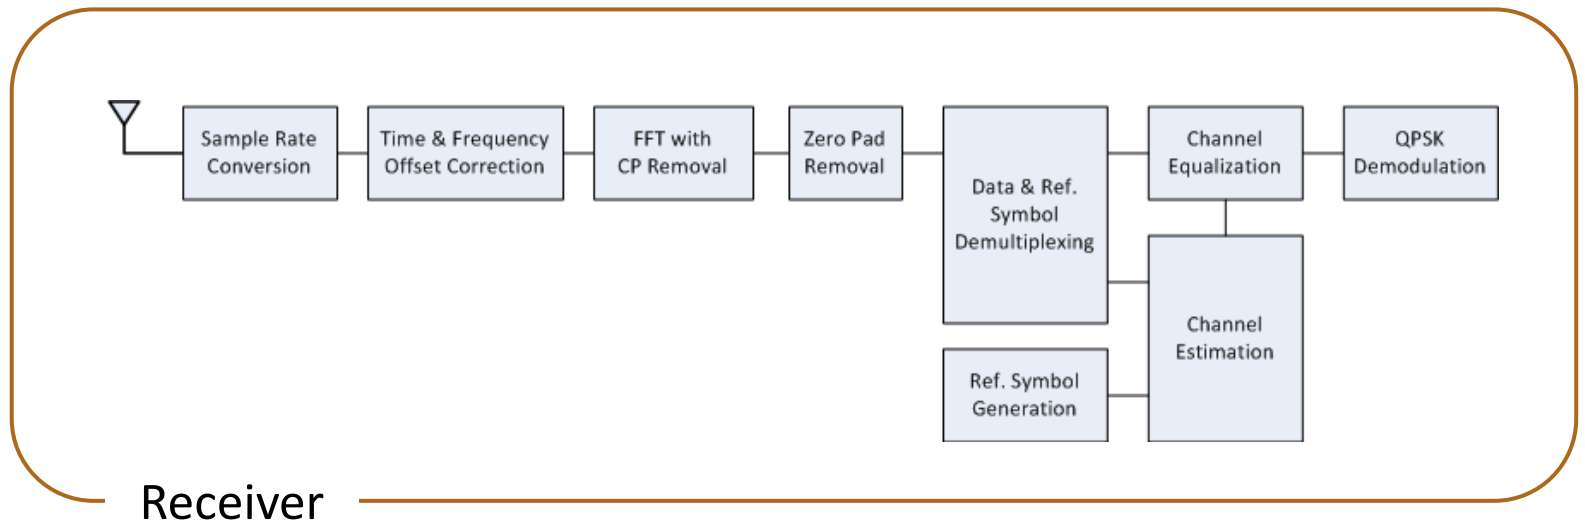 Sample Rate
Conversion
Time & Frequency
Offset Correction
FFT with
CP Removal
Zero Pad
Removal
Data & Ref.
Symbol
Demultiplexing
Channel
Equalization
QPSK
Demodulation
Channel
Estimation
Ref. Symbol
Generation
Receiver